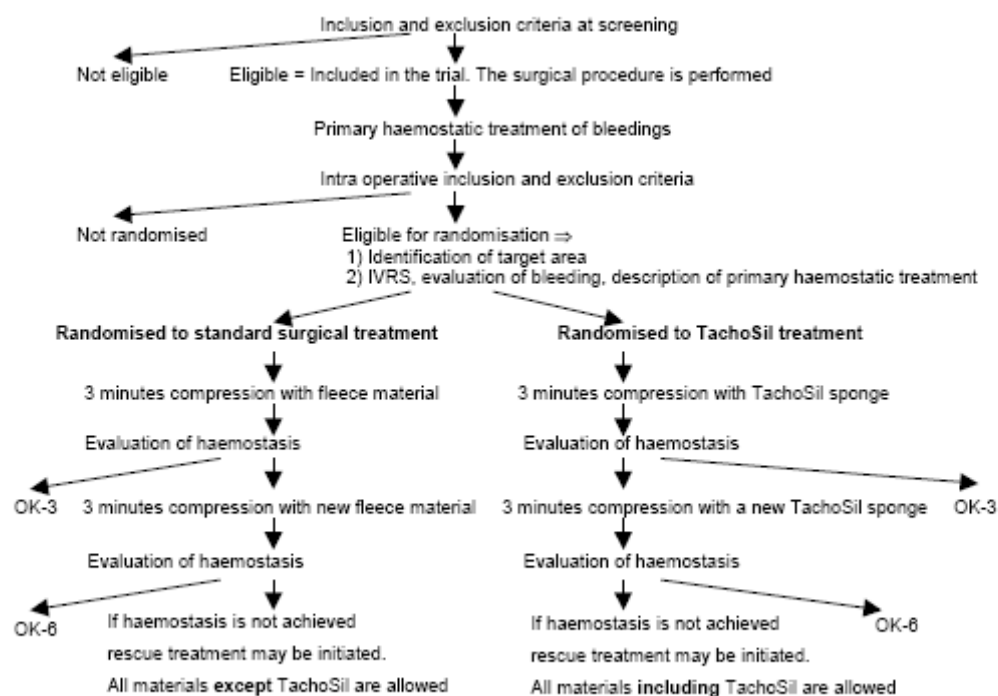 Inclusion and exclusion criteria at screening
Not eligible
Eligible = Included in the trial. The surgical procedure is performed
Primary haemostatic treatment of bleedings
Intra operative inclusion and exclusion criteria
Not randomised
Eligible for randomisation ⇒
1) Identification of target area
2) IVRS, evaluation of bleeding, description of primary haemostatic treatment
Randomised to standard surgical treatment
Randomised to TachoSil treatment
3 minutes compression with fleece material
3 minutes compression with TachoSil sponge
Evaluation of haemostasis
Evaluation of haemostasis
OK-3
3 minutes compression with new fleece material
3 minutes compression with a new TachoSil sponge
OK-3
Evaluation of haemostasis
Evaluation of haemostasis
OK-6
If haemostasis is not achieved
rescue treatment may be initiated.
All materials except TachoSil are allowed
If haemostasis is not achieved
rescue treatment may be initiated.
All materials including TachoSil are allowed
OK-6